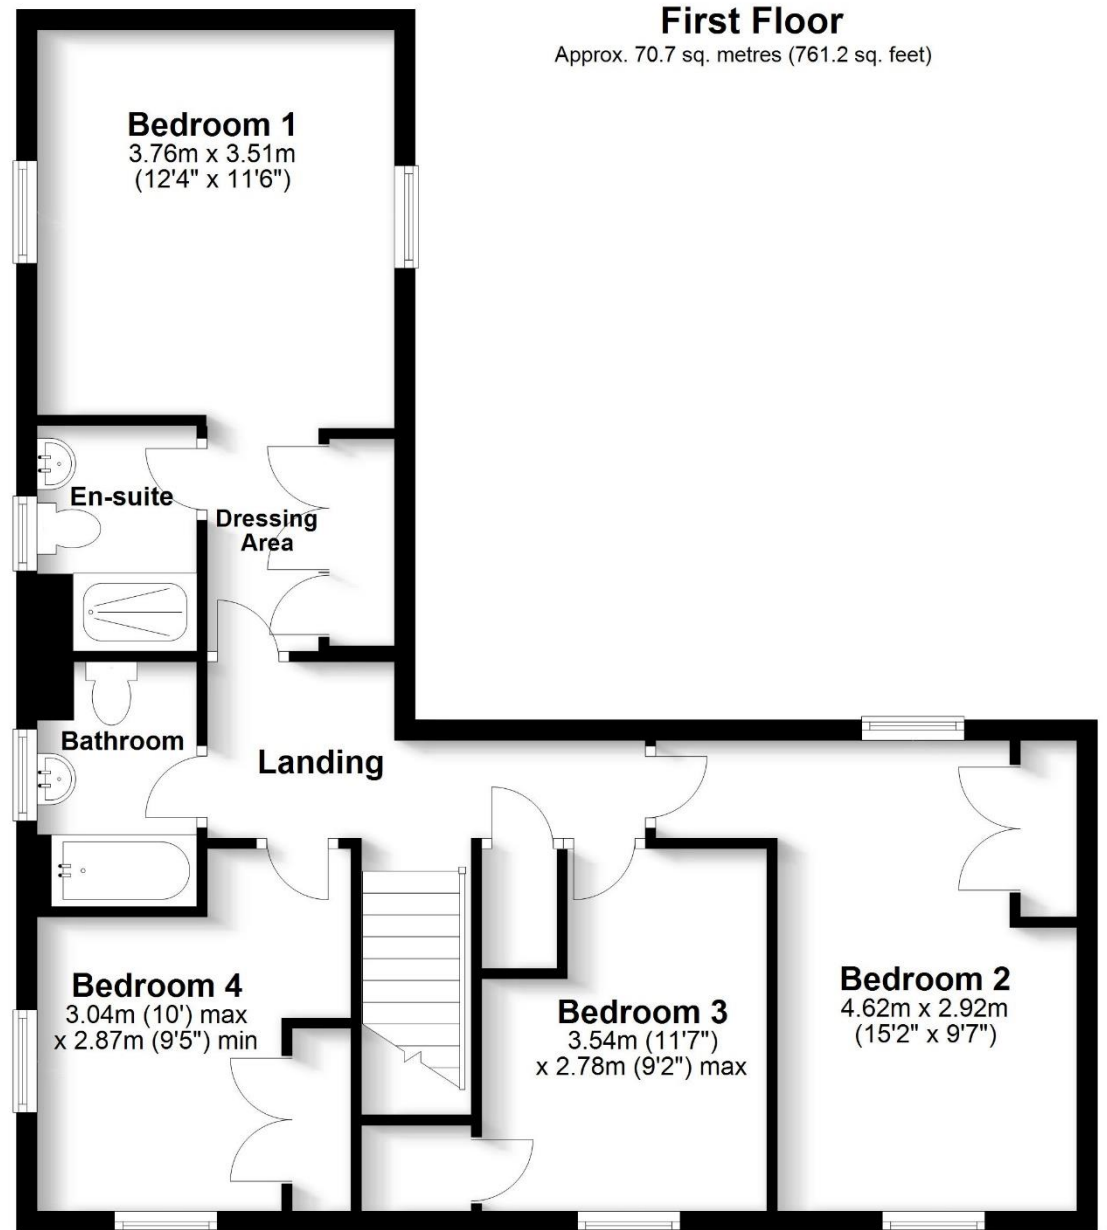 First Floor
Approx. 70.7 sq. metres (761.2 sq. feet)
Bedroom 1
3.76m x 3.51m
(12'4" x 11'6")
En-suite
Dressing
Area
Bathroom
Landing
Bedroom 4
3.04m (10') max
x 2.87m (9'5") min
Bedroom 3
3.54m (11'7")
x 2.78m (9'2") max
Bedroom 2
4.62m x 2.92m
(15'2" x 9'7")